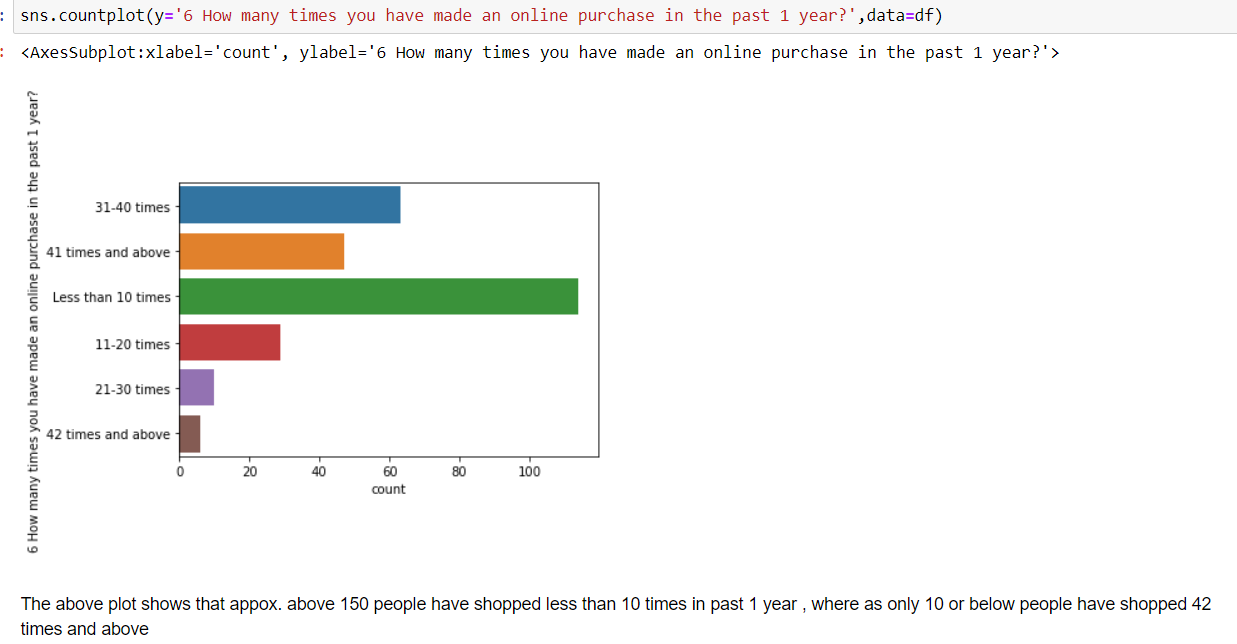 : sns.countplot(y='6 How many times you have made an online purchase in the past 1 year?',data=df)
: <AxesSubplot:xlabel='count', ylabel='6 How many times you have made an online purchase in the past 1 year?'>
6 How many times you have made an online purchase in the past 1 year?
31-40 times
41 times and above
Less than 10 times
11-20 times
21-30 times
42 times and above
0 20 40 60 80 100
count
The above plot shows that appox. above 150 people have shopped less than 10 times in past 1 year , where as only 10 or below people have shopped 42
times and above